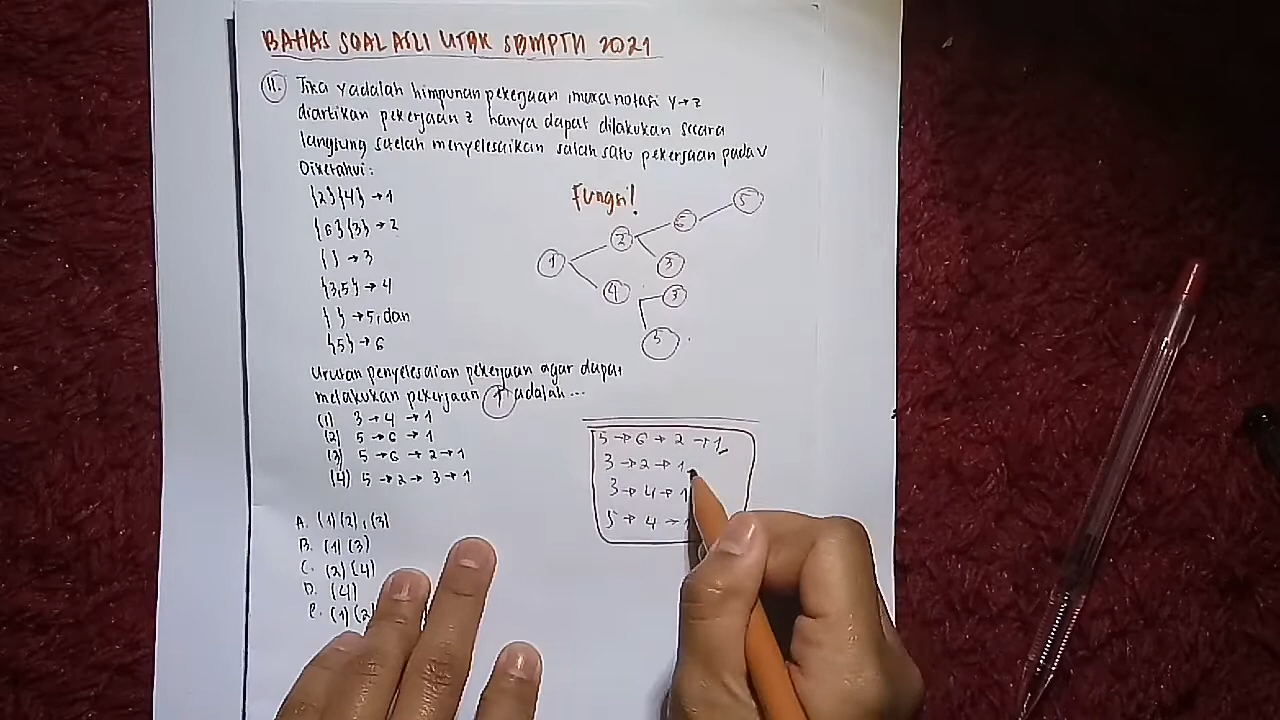 BAHAS SOAL ASLI UTBK SBMPTN 2021
11. Jika Y adalah himpunan pekerjaan, maka notasi Y → Z
diartikan pekerjaan Z hanya dapat dilakukan secara
langsung setelah menyelesaikan salah satu pekerjaan pada Y
Diketahui:
{2}{4} → 1
{6}{3} → 2
{ } → 3
{3,5} → 4
{ } → 5, dan
{5} → 6
Fungsi!
5
2
1
3
4
3
5
Urutan penyelesaian pekerjaan agar dapat
melakukan pekerjaan 1 adalah ...
(1) 3 → 4 → 1
(2) 5 → 6 → 1
(3) 5 → 6 → 2 → 1
(4) 5 → 2 → 3 → 1
5 → 6 → 2 → 1
3 → 2 → 1
3 → 4 → 1
5 → 4 →
A. (1) (2), (3)
B. (1) (3)
C. (2) (4)
D. (4)
E. (1) (2)